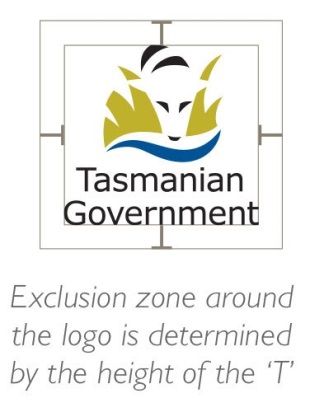 Tasmanian
Government
Exclusion zone around
the logo is determined
by the height of the ‘T’